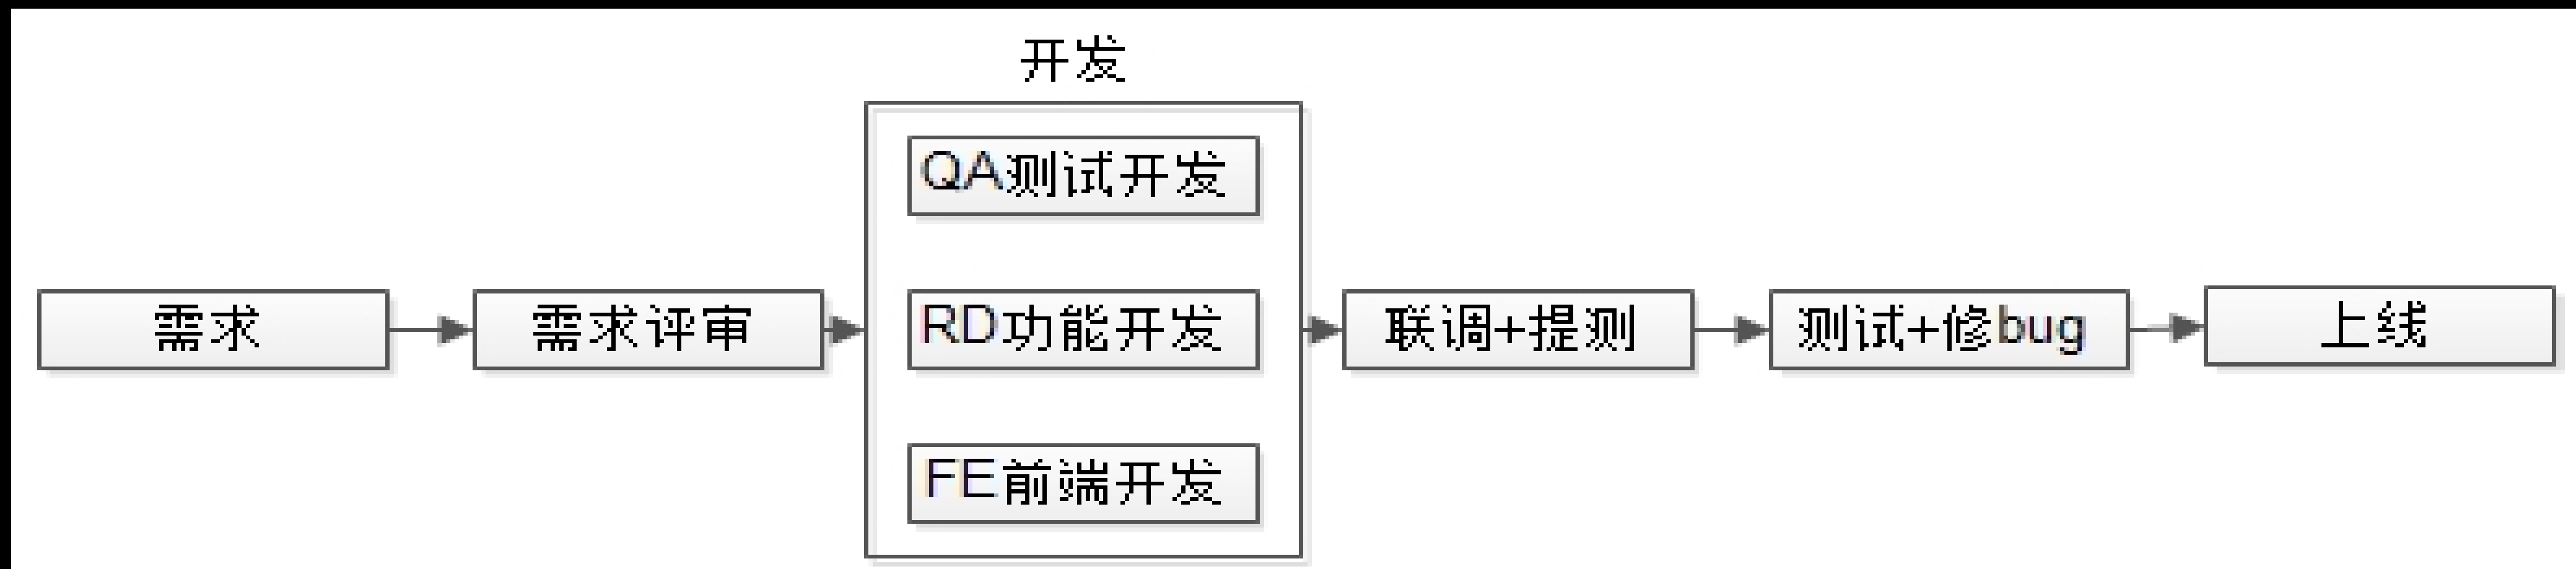 开发
QA测试开发
需求
需求评审
RD功能开发
联调+提测
测试+修bug
上线
FE前端开发